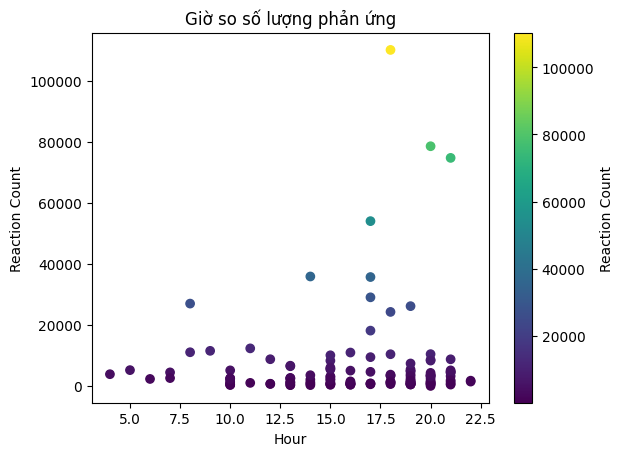 Giờ so số lượng phản ứng
100000
80000
60000
40000
20000
0
Reaction Count
5.0 7.5 10.0 12.5 15.0 17.5 20.0 22.5
Hour
100000
80000
60000
40000
20000
Reaction Count